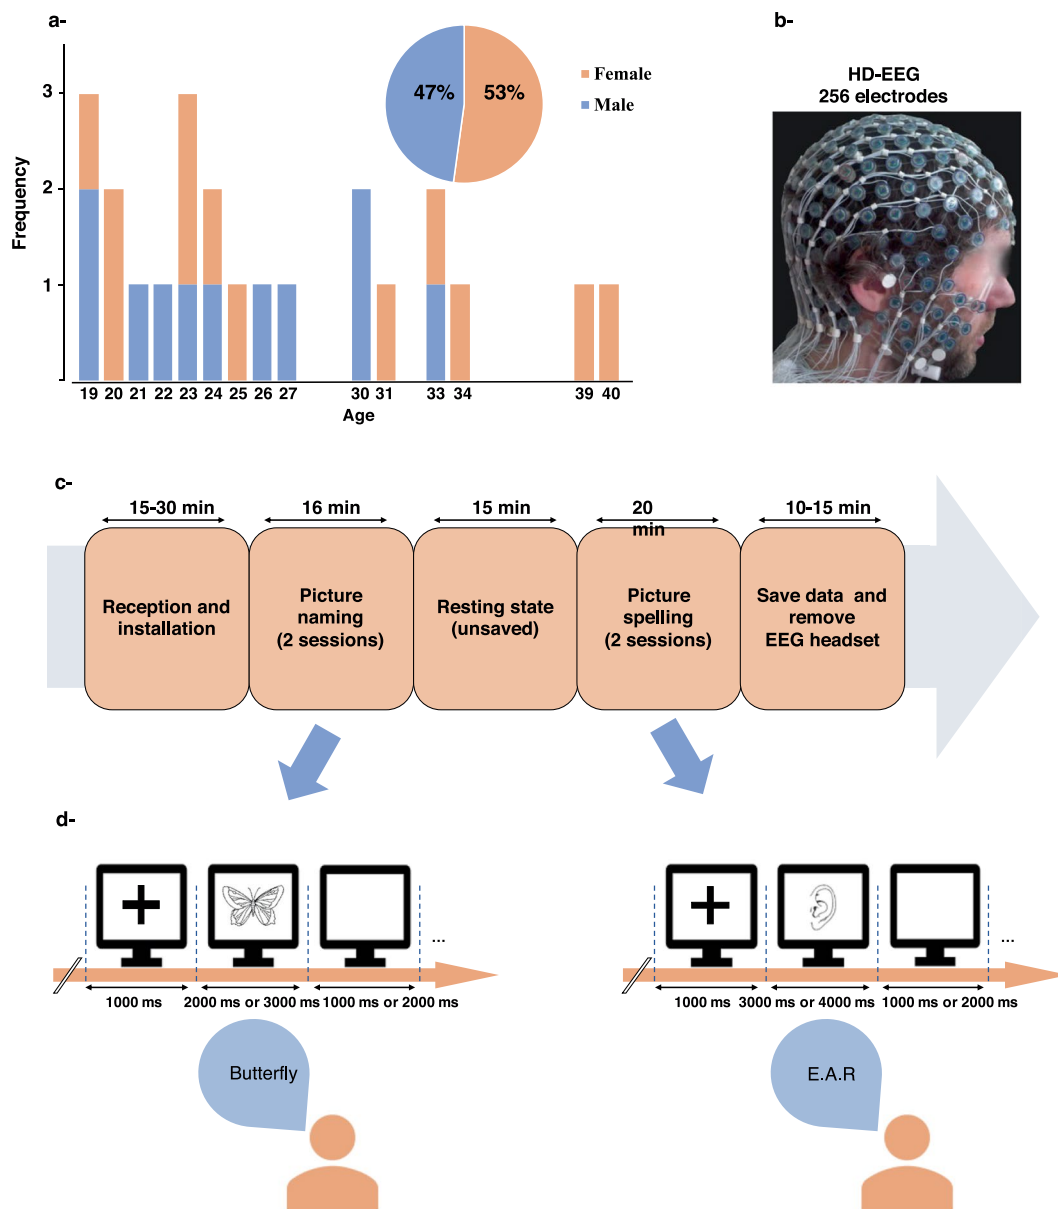 a-
3
2
1
Frequency
19 20 21 22 23 24 25 26 27 30 31 33 34 39 40
Age
47% 53%
Female
Male
b-
HD-EEG
256 electrodes
c-
15-30 min
Reception and
installation
16 min
Picture
naming
(2 sessions)
15 min
Resting state
(unsaved)
20
min
Picture
spelling
(2 sessions)
10-15 min
Save data and
remove
EEG headset
d-
...
1000 ms 2000 ms or 3000 ms 1000 ms or 2000 ms
Butterfly
...
1000 ms 3000 ms or 4000 ms 1000 ms or 2000 ms
E.A.R